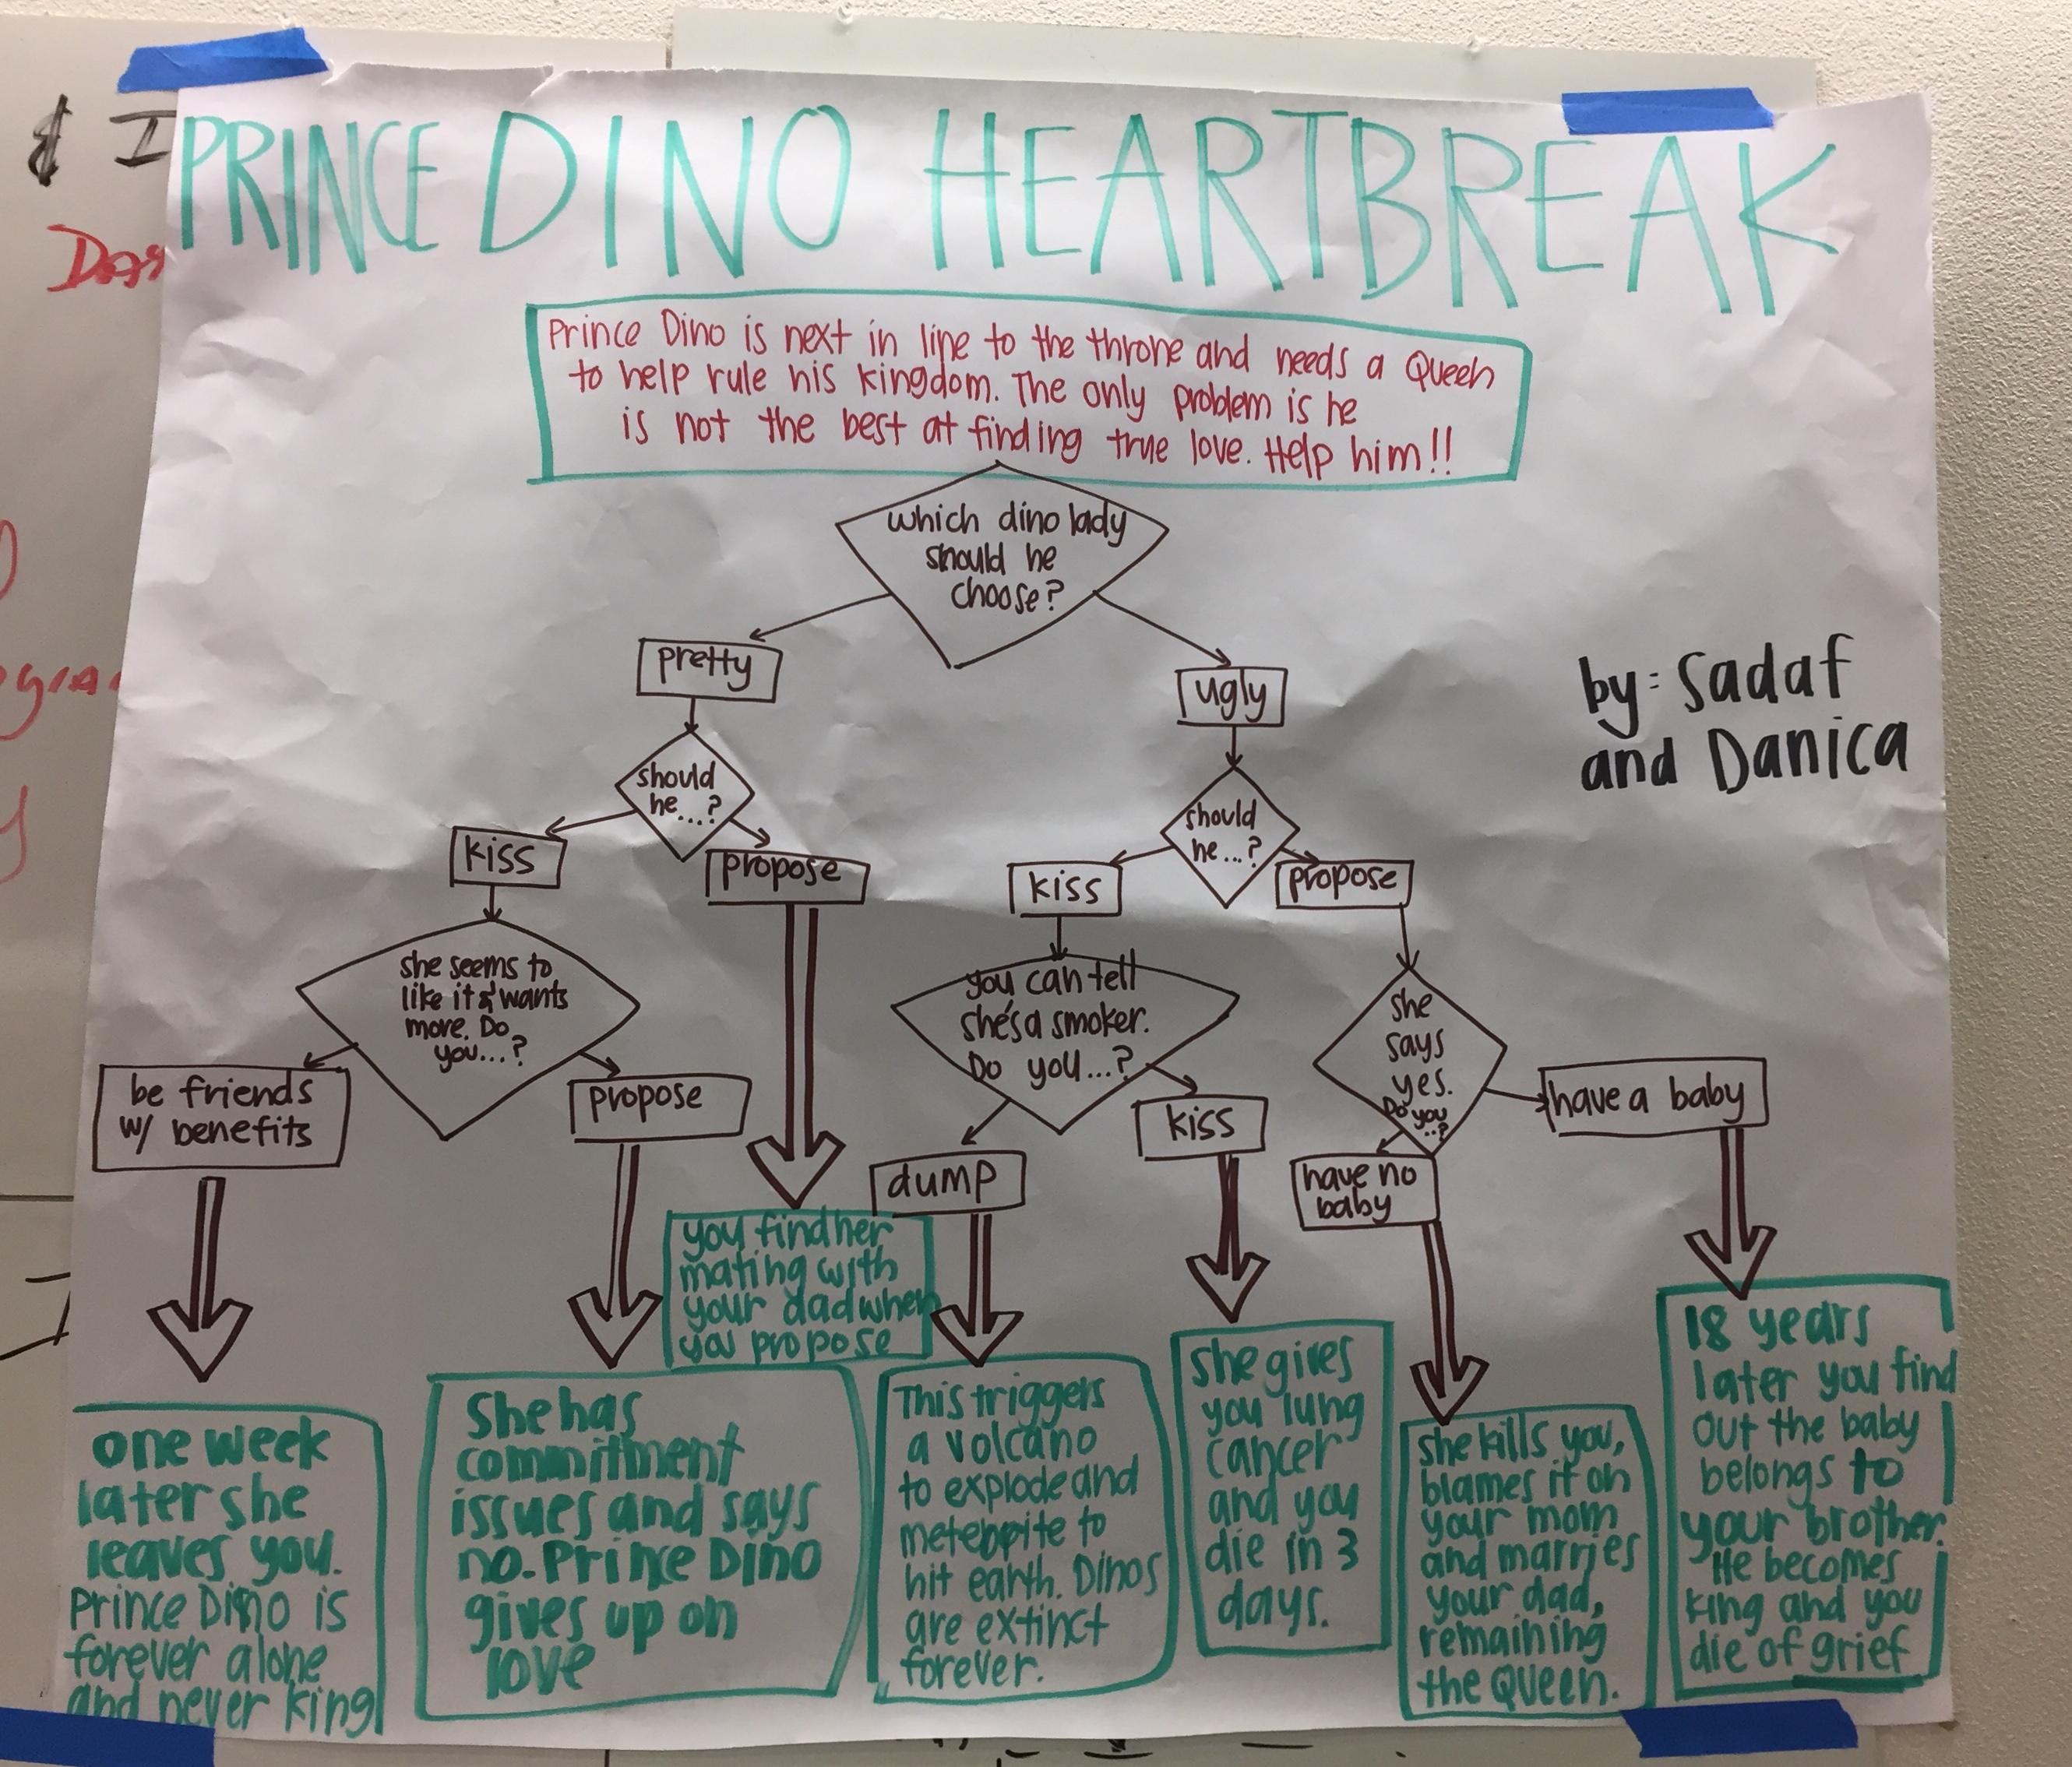 $ I
PRINCE DINO HEARTBREAK
Prince Dino is next in line to the throne and needs a Queen
to help rule his kingdom. The only problem is he
is not the best at finding true love. Help him!!
which dino lady
should he
choose?
pretty
ugly
by: Sadaf
and Danica
should
he...?
should
he...?
kiss
propose
kiss
propose
she seems to
like it & wants
more. Do
you...?
you can tell
she's a smoker.
Do you...?
she
says
yes.
Do you
..?
be friends
w/ benefits
propose
dump
kiss
have no
baby
have a baby
you find her
mating with
your dad when
you propose
one week
later she
leaves you.
Prince Dino is
forever alone
and never king
She has
commitment
issues and says
no. Prince Dino
gives up on
love
This triggers
a volcano
to explode and
meteorite to
hit earth. Dinos
are extinct
forever.
she gives
you lung
cancer
and you
die in 3
days.
she kills you,
blames it on
your mom
and marries
your dad,
remaining
the Queen.
18 years
later you find
out the baby
belongs to
your brother.
He becomes
king and you
die of grief